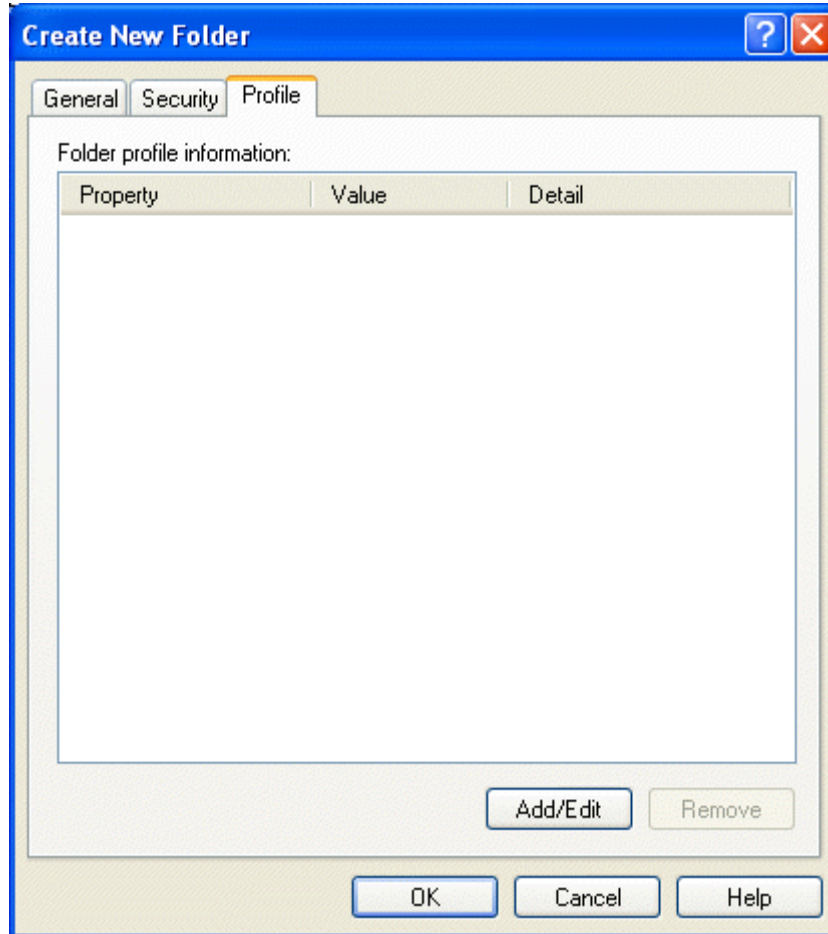 Create New Folder
General Security Profile
Folder profile information:
Property Value Detail
Add/Edit Remove
OK Cancel Help